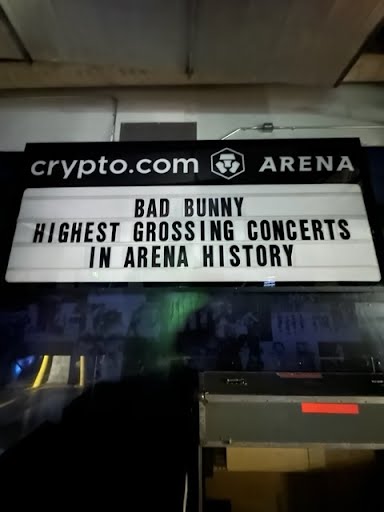 crypto.com ARENA
BAD BUNNY
HIGHEST GROSSING CONCERTS
IN ARENA HISTORY